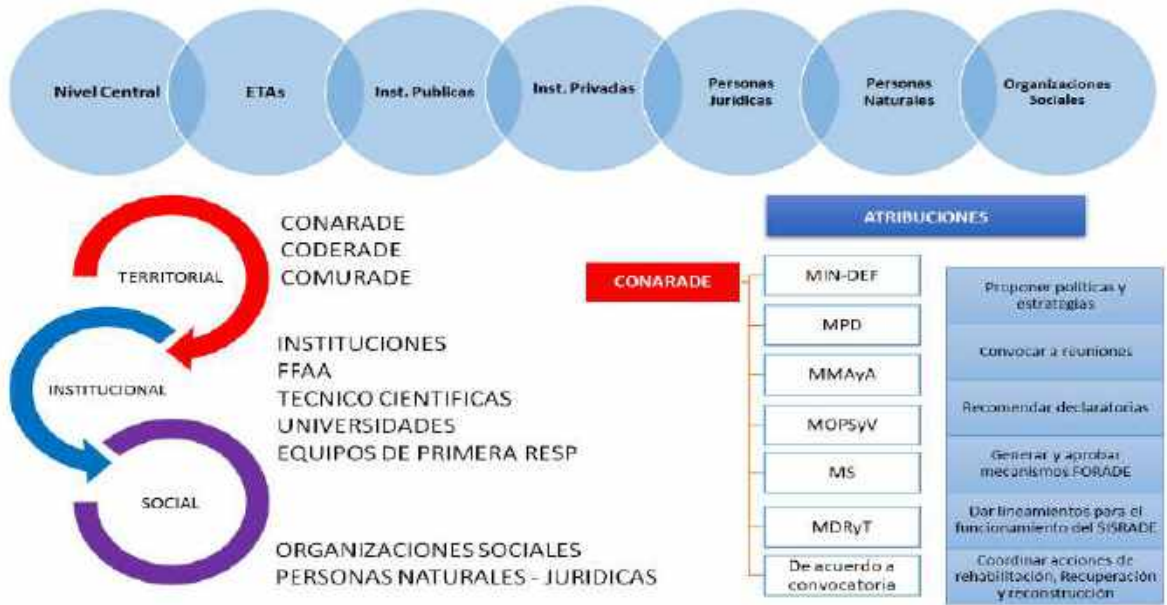 Nivel Central
ETAs
Inst. Publicas
Inst. Privadas
Personas
Juridicas
Personas
Naturales
Organizaciones
Sociales
TERRITORIAL
CONARADE
CODERADE
COMURADE
INSTITUCIONAL
INSTITUCIONES
FFAA
TECNICO CIENTIFICAS
UNIVERSIDADES
EQUIPOS DE PRIMERA RESP
SOCIAL
ORGANIZACIONES SOCIALES
PERSONAS NATURALES - JURIDICAS
ATRIBUCIONES
CONARADE
MIN-DEF
MPD
MMAyA
MOPSyV
MS
MDRyT
De acuerdo a
convocatoria
Proponer politicas y
estrategias
Convocar a reuniones
Recomendar declaratorias
Generar y aprobar
mecanismos FORADE
Dar lineamientos para el
funcionamiento del SISRADE
Coordinar acciones de
rehabilitación, Recuperación
y reconstrucción